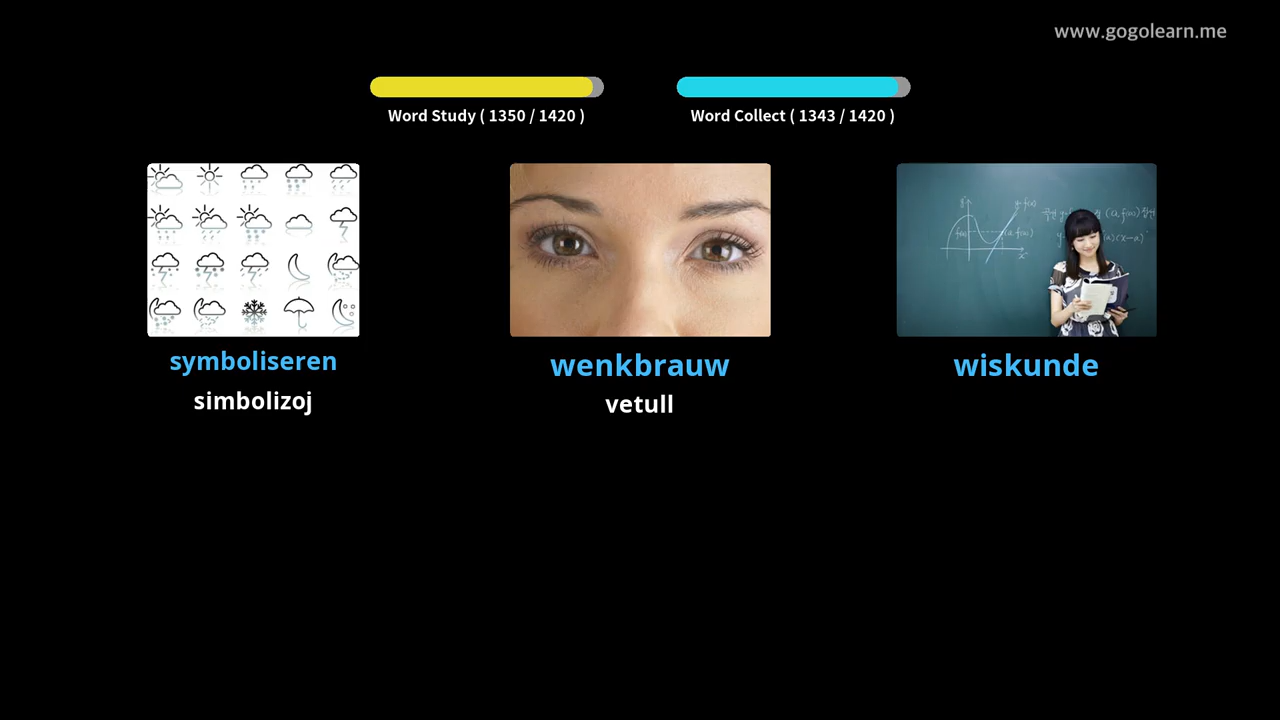 www.gogolearn.me
Word Study ( 1350 / 1420 )
Word Collect ( 1343 / 1420 )
symboliseren
simbolizoj
wenkbrauw
vetull
wiskunde